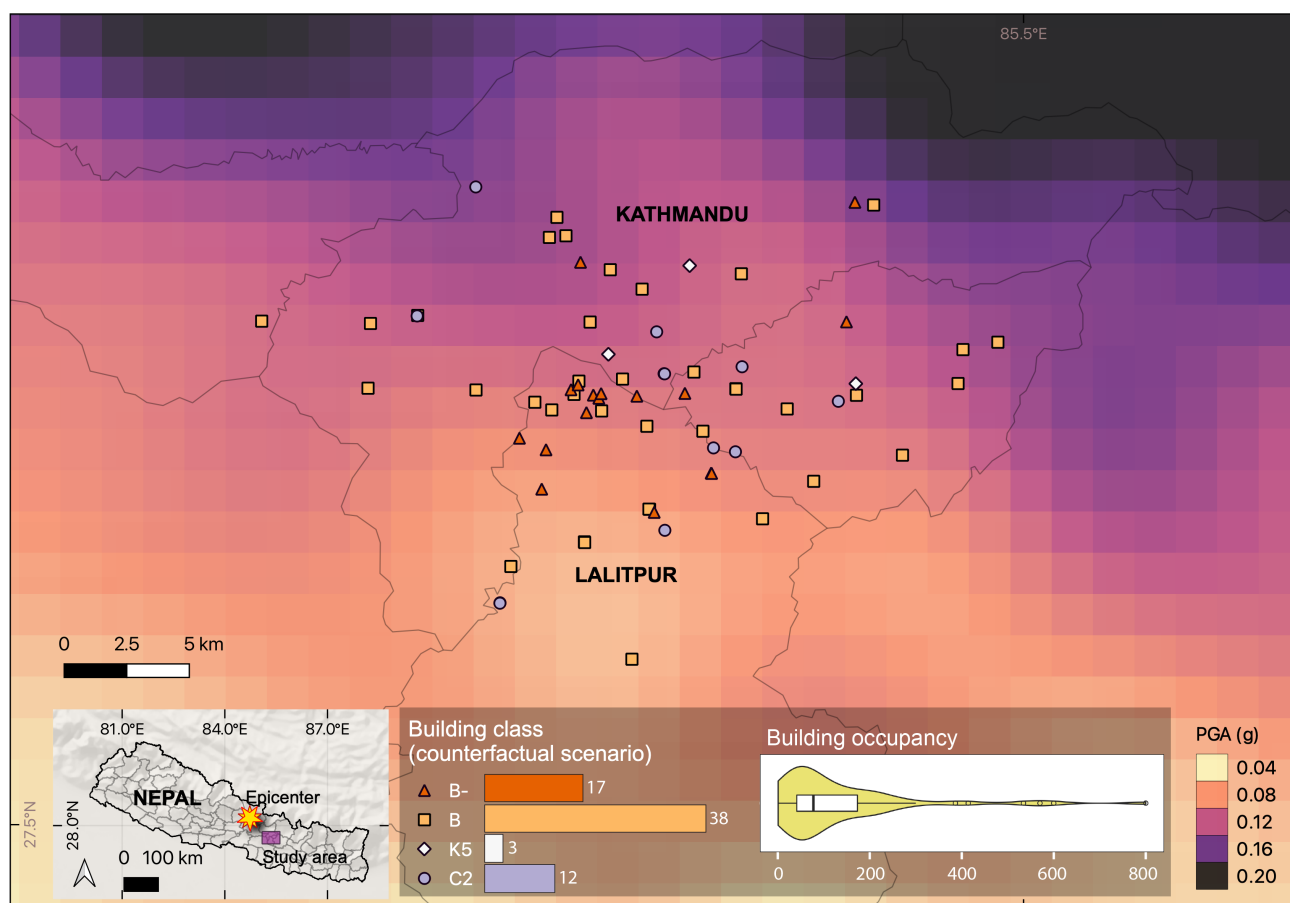 85.5°E
KATHMANDU
LALITPUR
0 2.5 5 km
81.0°E 84.0°E 87.0°E
NEPAL
Epicenter
Study area
0 100 km
27.5°N
28.0°N
Building class
(counterfactual scenario)
B- 17
B 38
K5 3
C2 12
Building occupancy
0 200 400 600 800
PGA (g)
0.04
0.08
0.12
0.16
0.20